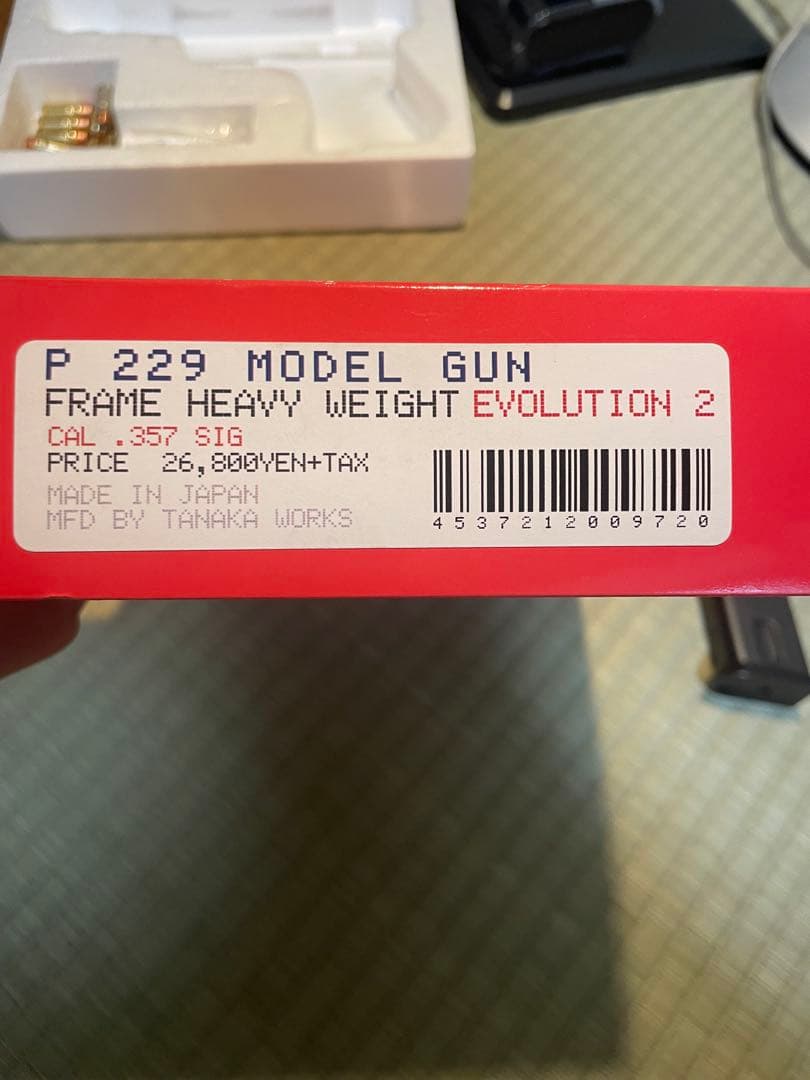 P 229 MODEL GUN
FRAME HEAVY WEIGHT EVOLUTION 2
CAL .357 SIG
PRICE 26,800YEN+TAX
MADE IN JAPAN
MFD BY TANAKA WORKS
4537212009720